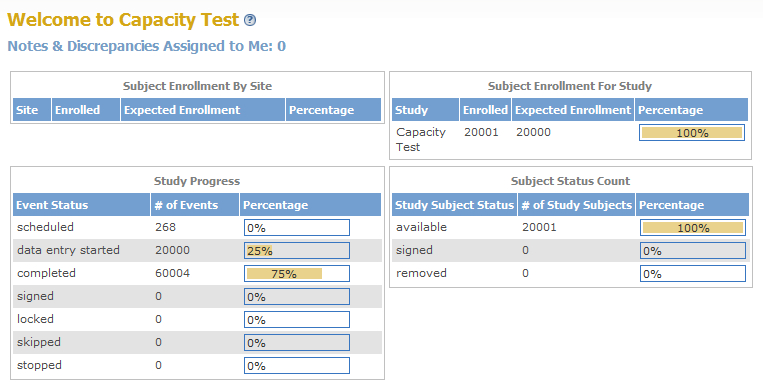 Welcome to Capacity Test ?
Notes & Discrepancies Assigned to Me: 0
Subject Enrollment By Site
Site Enrolled Expected Enrollment Percentage
Subject Enrollment For Study
Study Enrolled Expected Enrollment Percentage
Capacity Test 20001 20000 100%
Study Progress
Event Status # of Events Percentage
scheduled 268 0%
data entry started 20000 25%
completed 60004 75%
signed 0 0%
locked 0 0%
skipped 0 0%
stopped 0 0%
Subject Status Count
Study Subject Status # of Study Subjects Percentage
available 20001 100%
signed 0 0%
removed 0 0%